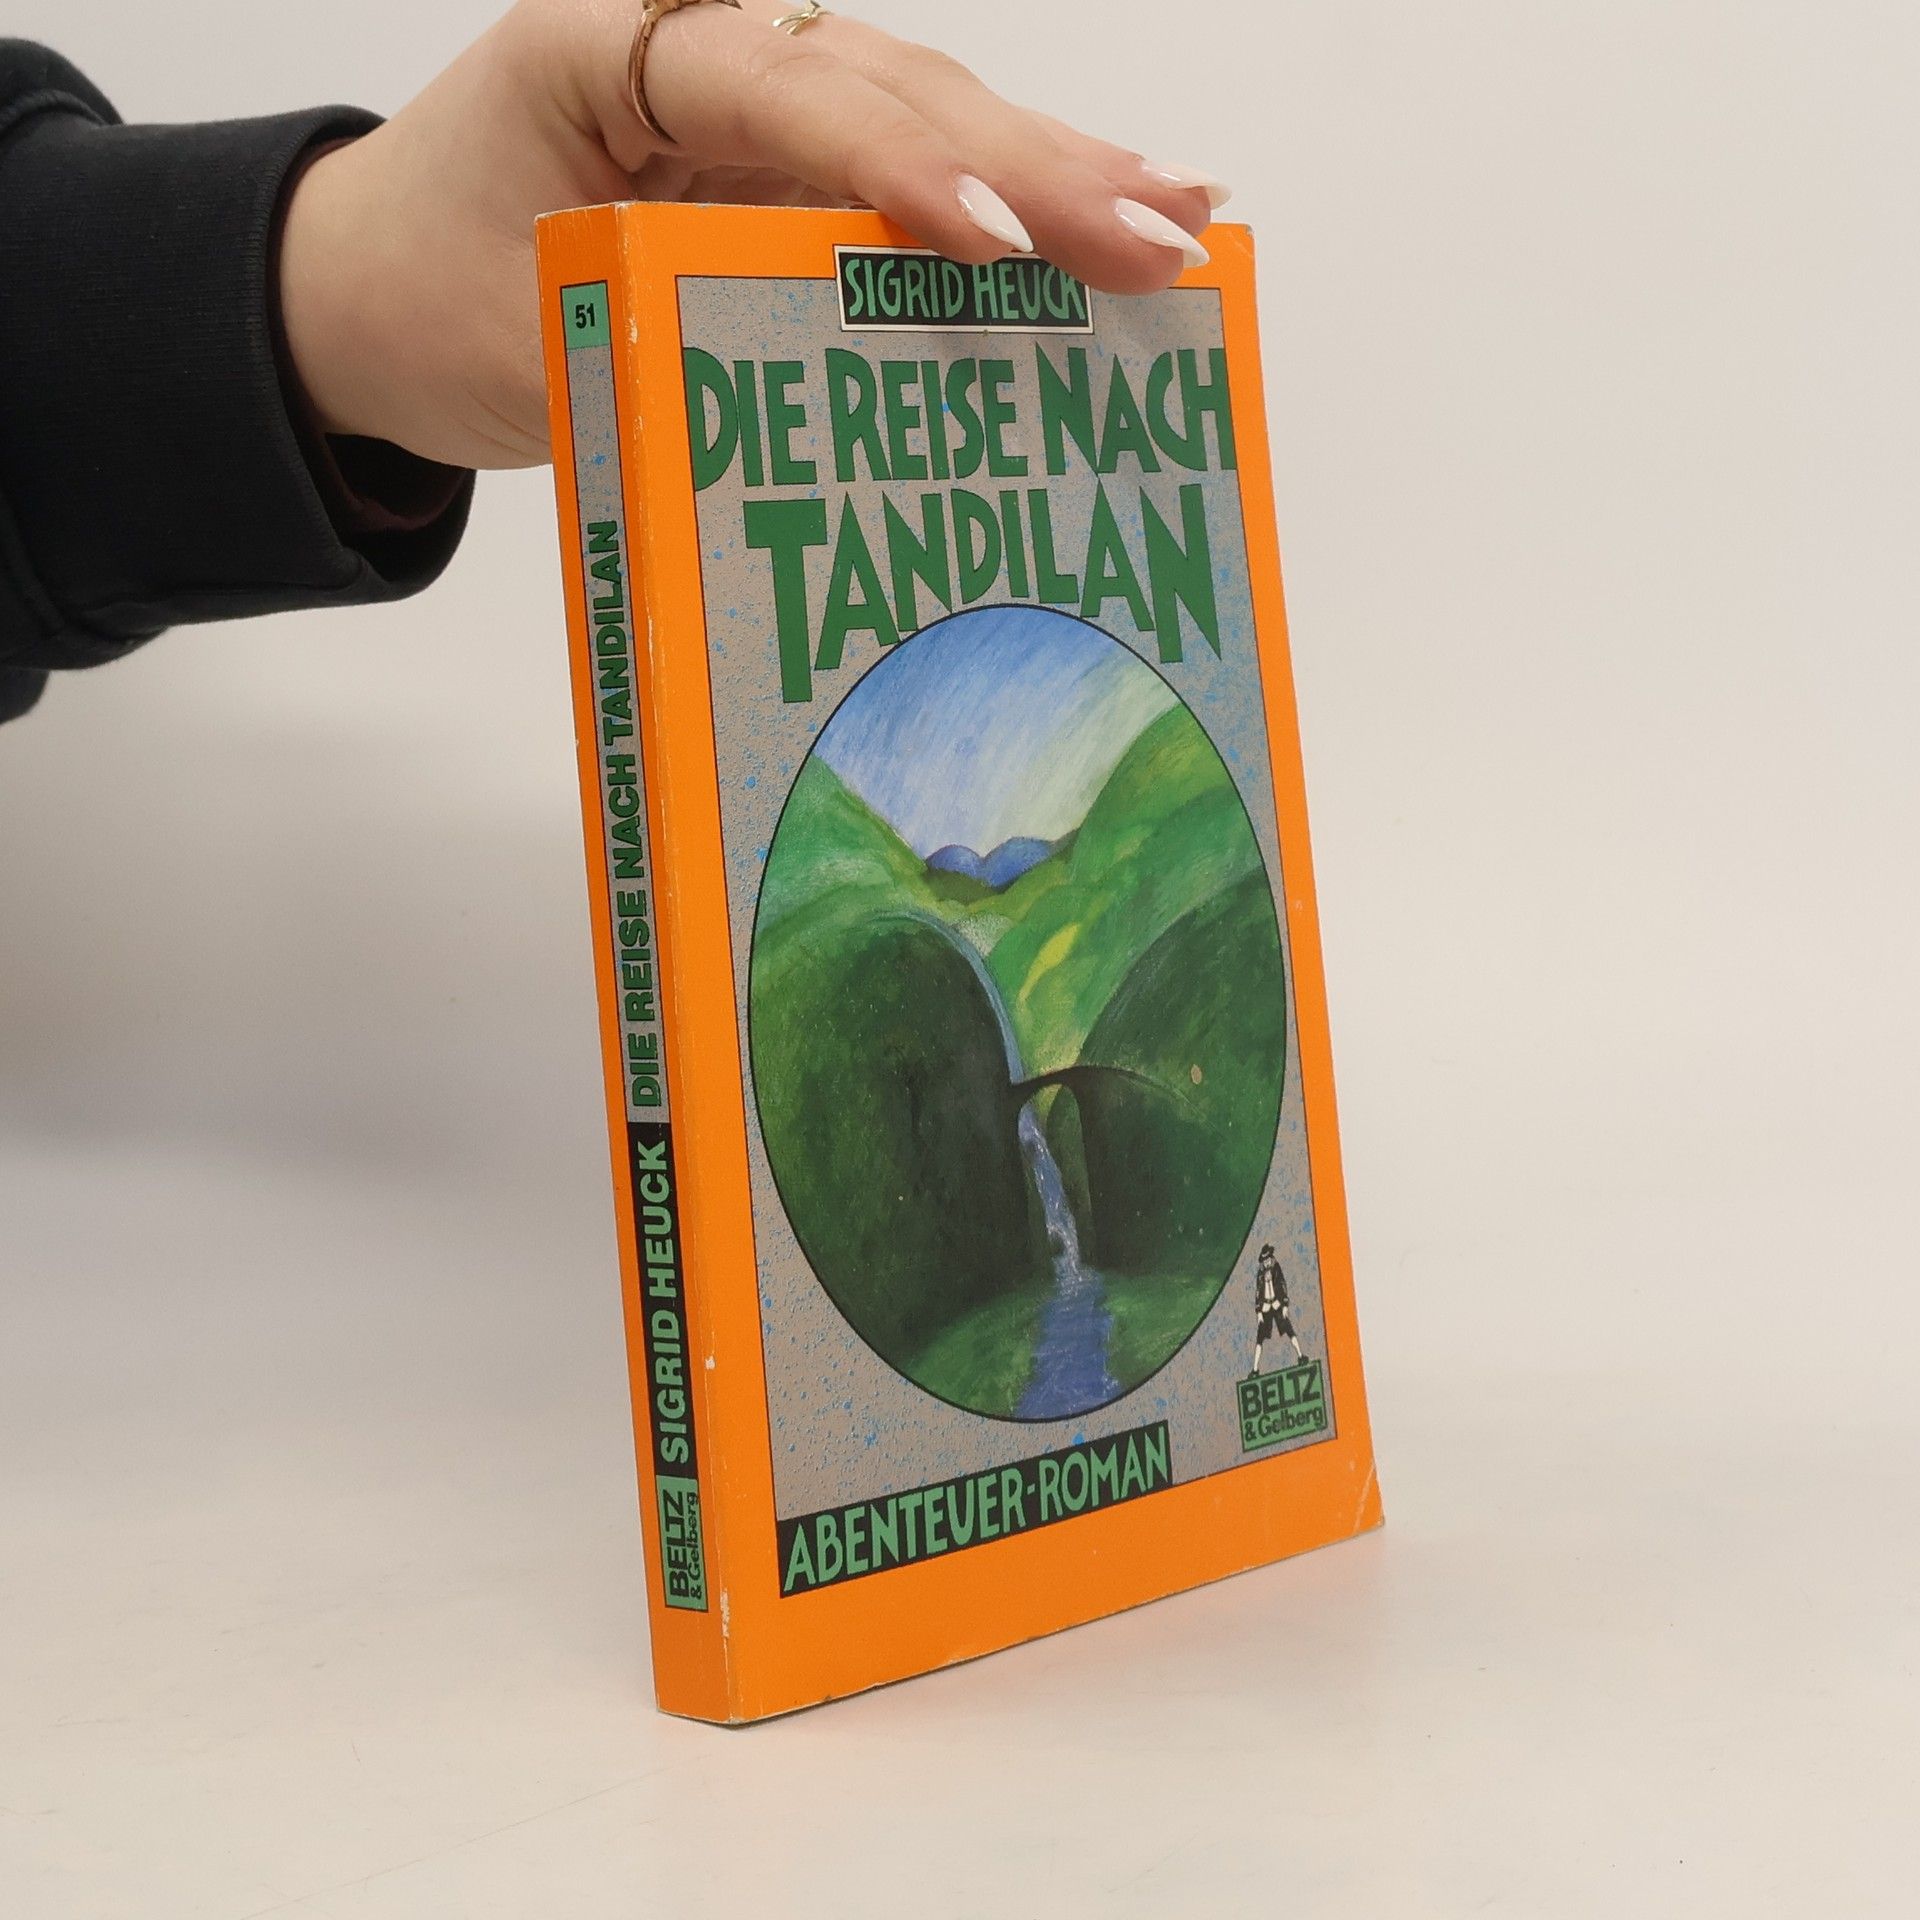 SIGRID HEUCK
DIE REISE NACH
TANDILAN
BELTZ
& Gelberg
ABENTEUER-ROMAN
51
BELTZ
& Gelberg
SIGRID HEUCK DIE REISE NACH TANDILAN